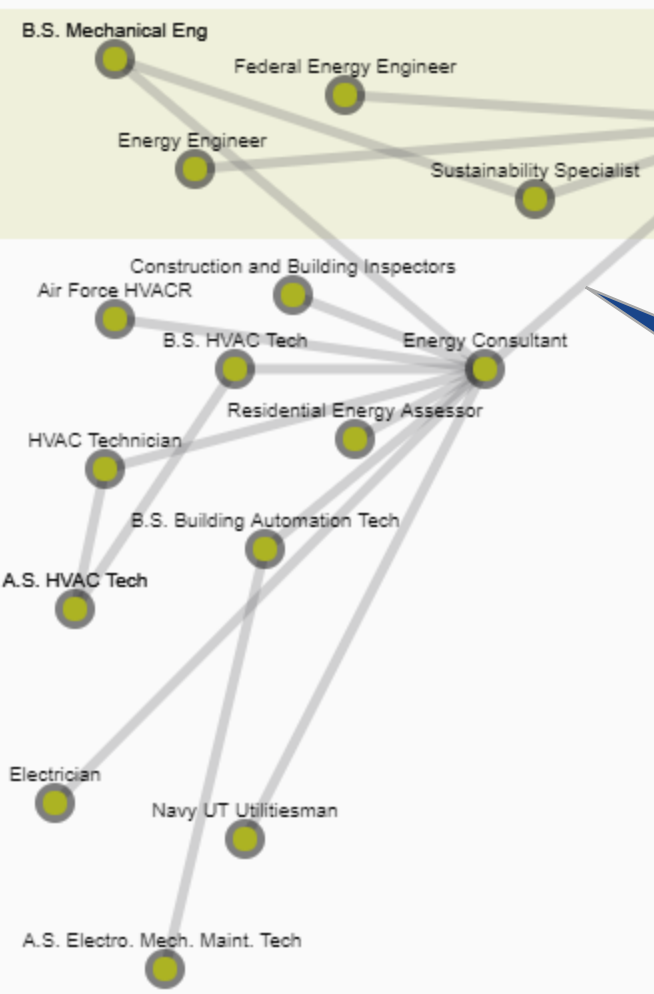 B.S. Mechanical Eng
Federal Energy Engineer
Energy Engineer
Sustainability Specialist
Construction and Building Inspectors
Air Force HVACR
B.S. HVAC Tech
Energy Consultant
Residential Energy Assessor
HVAC Technician
B.S. Building Automation Tech
A.S. HVAC Tech
Electrician
Navy UT Utilitiesman
A.S. Electro. Mech. Maint. Tech